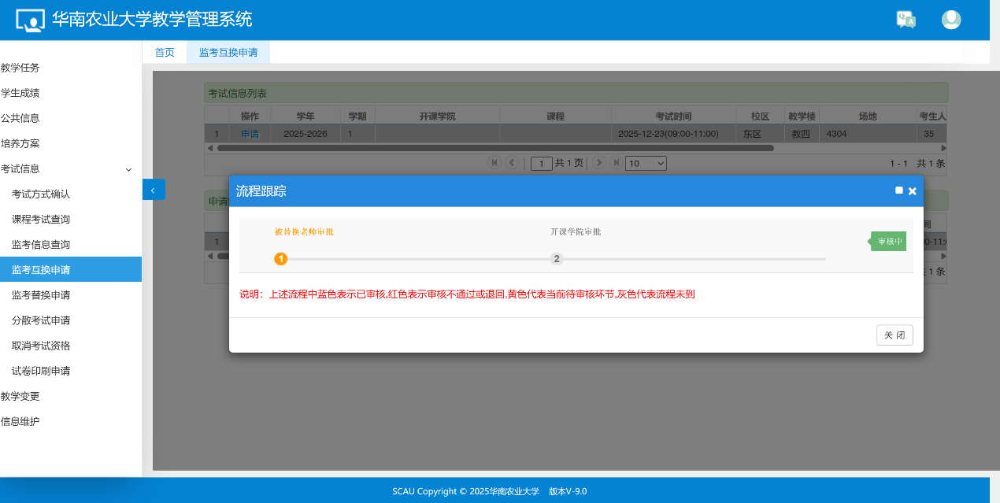 华南农业大学教学管理系统
首页
监考互换申请
教学任务
学生成绩
公共信息
培养方案
考试信息
考试方式确认
课程考试查询
监考信息查询
监考互换申请
监考替换申请
分散考试申请
取消考试资格
试卷印刷申请
教学变更
信息维护
考试信息列表
操作 学年 学期 开课学院 课程 考试时间 校区 教学楼 场地 考生人
1 申请 2025-2026 1 2025-12-23(09:00-11:00) 东区 教四 4304 35
1 共 1 页 10 1 - 1 共 1 条
申请
间
1 00-11:
1 条
流程跟踪
被替换老师审批 开课学院审批
审核中
1 2
说明：上述流程中蓝色表示已审核,红色表示审核不通过或退回,黄色代表当前待审核环节,灰色代表流程未到
关 闭
SCAU Copyright © 2025华南农业大学 版本V-9.0